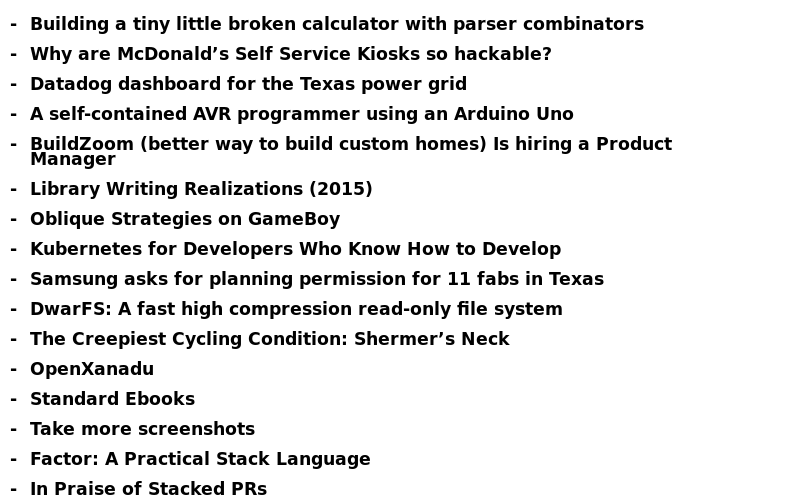 - Building a tiny little broken calculator with parser combinators
- Why are McDonald’s Self Service Kiosks so hackable?
- Datadog dashboard for the Texas power grid
- A self-contained AVR programmer using an Arduino Uno
- BuildZoom (better way to build custom homes) Is hiring a Product
Manager
- Library Writing Realizations (2015)
- Oblique Strategies on GameBoy
- Kubernetes for Developers Who Know How to Develop
- Samsung asks for planning permission for 11 fabs in Texas
- DwarFS: A fast high compression read-only file system
- The Creepiest Cycling Condition: Shermer’s Neck
- OpenXanadu
- Standard Ebooks
- Take more screenshots
- Factor: A Practical Stack Language
- In Praise of Stacked PRs